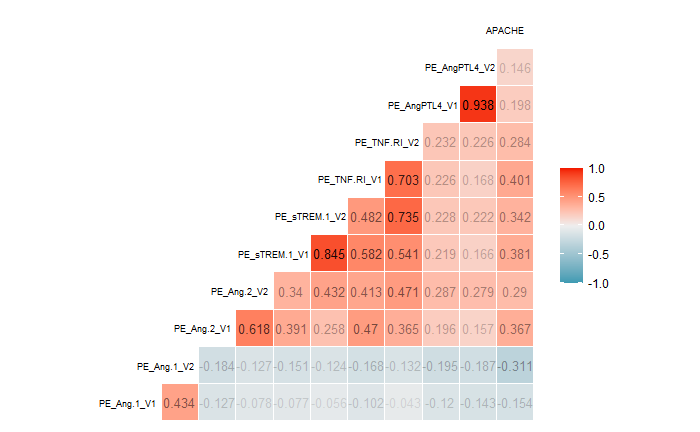 APACHE
PE_AngPTL4_V2 0.146
PE_AngPTL4_V1 0.938 0.198
PE_TNF.RI_V2 0.232 0.226 0.284
PE_TNF.RI_V1 0.703 0.226 0.168 0.401
PE_sTREM.1_V2 0.482 0.735 0.228 0.222 0.342
PE_sTREM.1_V1 0.845 0.582 0.541 0.219 0.166 0.381
PE_Ang.2_V2 0.34 0.432 0.413 0.471 0.287 0.279 0.29
PE_Ang.2_V1 0.618 0.391 0.258 0.47 0.365 0.196 0.157 0.367
PE_Ang.1_V2 -0.184 -0.127 -0.151 -0.124 -0.168 -0.132 -0.195 -0.187 -0.311
PE_Ang.1_V1 0.434 -0.127 -0.078 -0.077 -0.056 -0.102 -0.043 -0.12 -0.143 -0.154
1.0
0.5
0.0
-0.5
-1.0